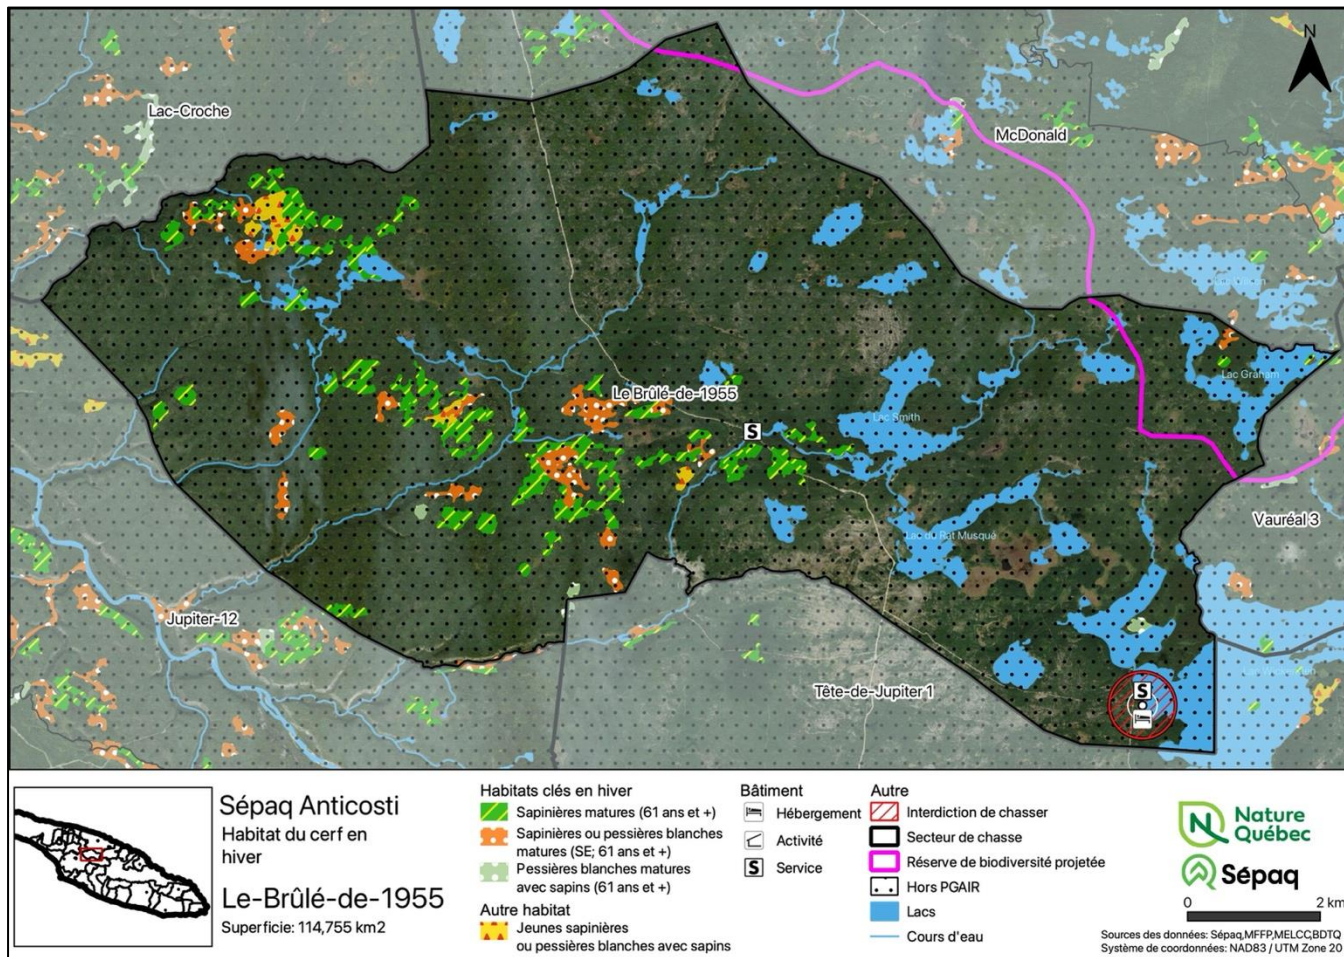 N
Lac-Croche
McDonald
Lac Graham
Le Brûlé-de-1955
S
Lac Smith
Vauréal 3
Lac du Rat Musqué
Jupiter-12
Tête-de-Jupiter 1
S
Sépaq Anticosti
Habitat du cerf en
hiver
Le-Brûlé-de-1955
Superficie: 114,755 km2
Habitats clés en hiver
Sapinières matures (61 ans et +)
Sapinières ou pessières blanches
matures (SE; 61 ans et +)
Pessières blanches matures
avec sapins (61 ans et +)
Autre habitat
Jeunes sapinières
ou pessières blanches avec sapins
Bâtiment
Hébergement
Activité
S Service
Autre
Interdiction de chasser
Secteur de chasse
Réserve de biodiversité projetée
Hors PGAIR
Lacs
Cours d'eau
N Nature
Québec
Sépaq
0 2 km
Sources des données: Sépaq,MFFP,MELCC,BDTQ
Système de coordonnées: NAD83 / UTM Zone 20